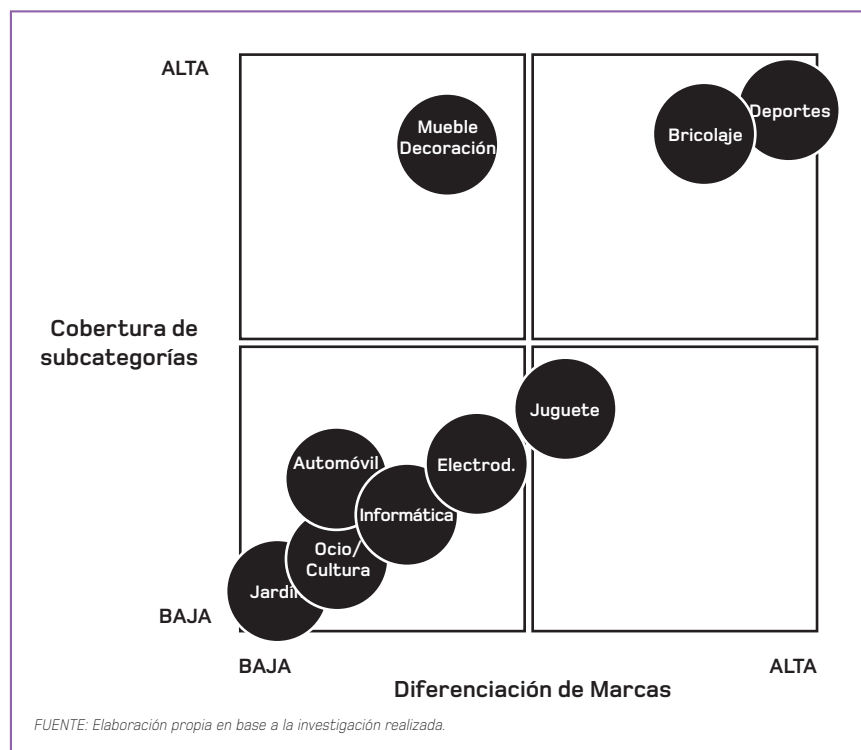 ALTA
Mueble
Decoración
Bricolaje
Deportes
Cobertura de
subcategorías
Juguete
Automóvil
Electrod.
Informática
Ocio/
Cultura
Jardín
BAJA
BAJA
ALTA
Diferenciación de Marcas
FUENTE: Elaboración propia en base a la investigación realizada.